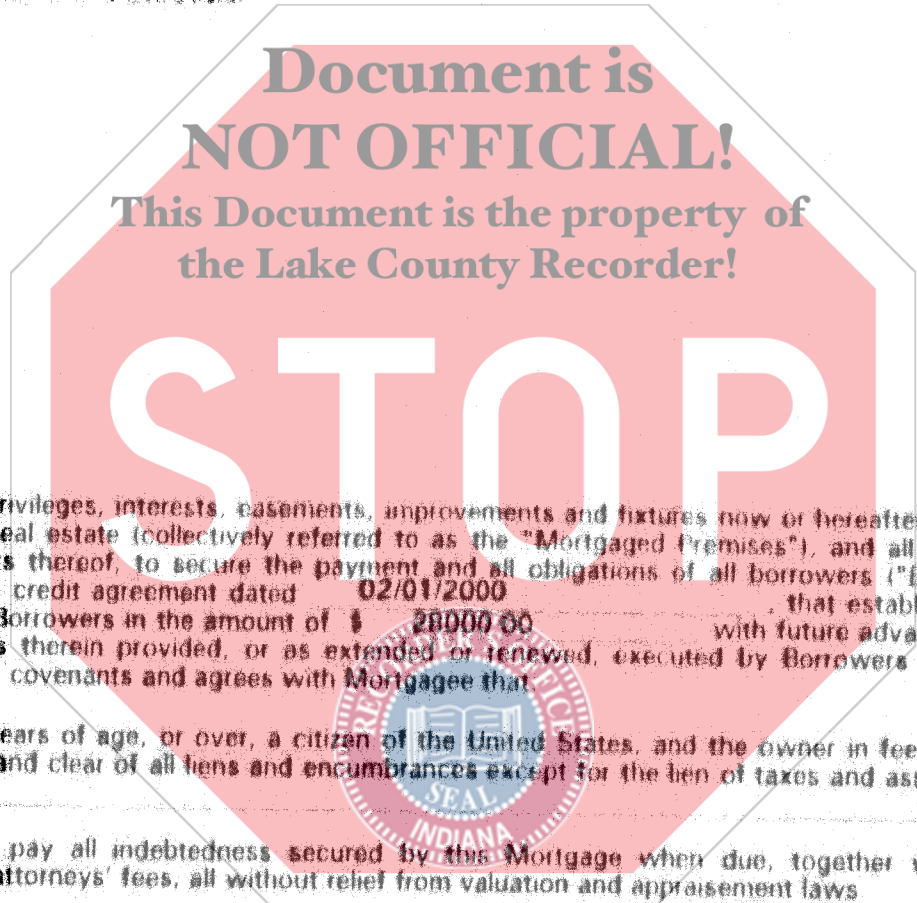 Document is
NOT OFFICIAL!
This Document is the property of
the Lake County Recorder!
STOP
rivileges, interests, easements, improvements and fixtures now or hereafte
eal estate (collectively referred to as the "Mortgaged Premises"), and all
s thereof, to secure the payment and all obligations of all borrowers ("
credit agreement dated 02/01/2000 , that establ
Borrowers in the amount of $ 28000 00 with future adva
s therein provided, or as extended or renewed, executed by Borrowers
covenants and agrees with Mortgagee that:
ears of age, or over, a citizen of the United States, and the owner in fee
and clear of all liens and encumbrances except for the lien of taxes and as
pay all indebtedness secured by this Mortgage when due, together
attorneys' fees, all without relief from valuation and appraisement laws
RECORDER'S OFFICE
SEAL
INDIANA